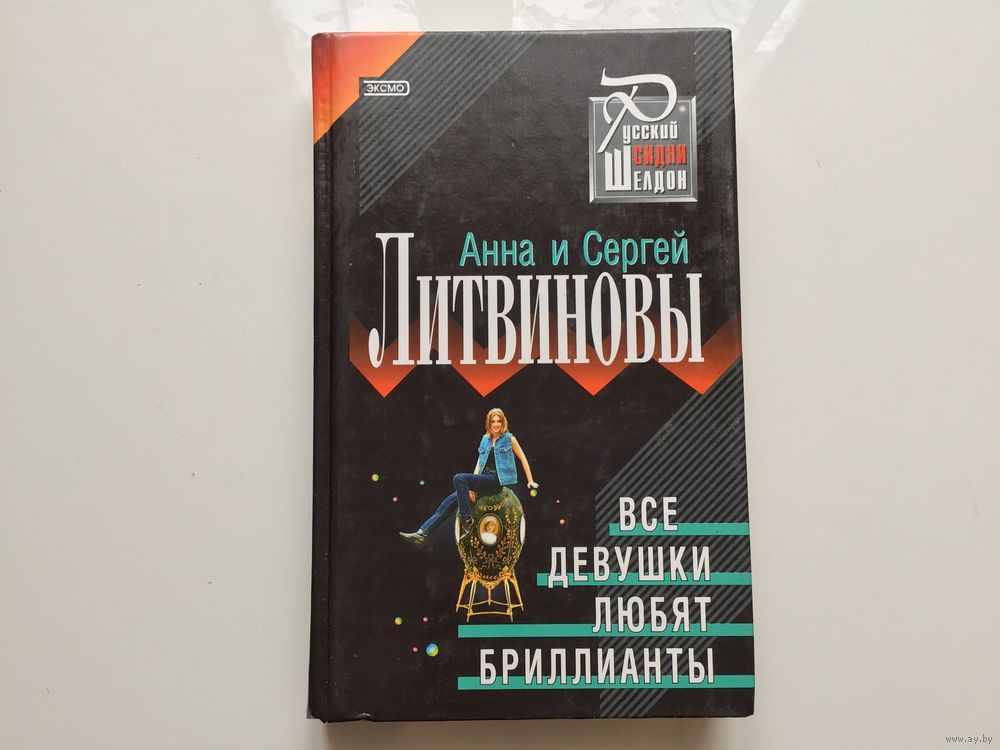 ЭКСМО
Русский
СИДНИ
Шелдон
Анна и Сергей
Литвиновы
ВСЕ
ДЕВУШКИ
ЛЮБЯТ
БРИЛЛИАНТЫ
www.ay.by